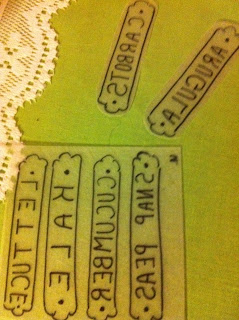 CARROTS
ARUGULA
LETTUCE
KALE
CUCUMBER
SNAP PEAS